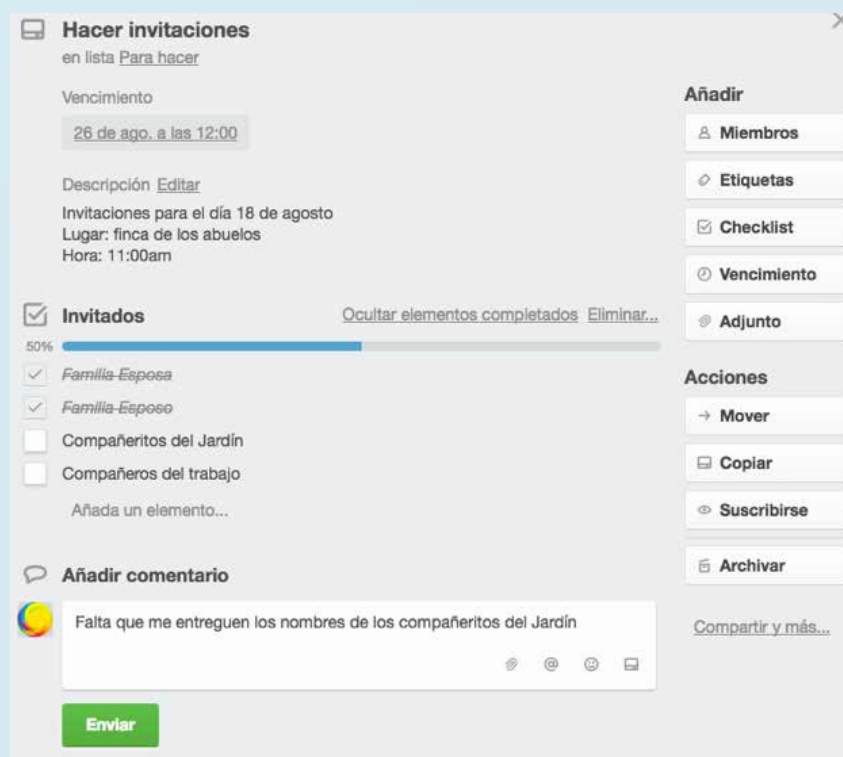 Hacer invitaciones
en lista Para hacer
Vencimiento
26 de ago. a las 12:00
Descripción Editar
Invitaciones para el día 18 de agosto
Lugar: finca de los abuelos
Hora: 11:00am
Invitados Ocultar elementos completados Eliminar...
50%
Familia Esposa
Familia Esposo
Compañeritos del Jardín
Compañeros del trabajo
Añada un elemento...
Añadir comentario
Falta que me entreguen los nombres de los compañeritos del Jardín
@
Enviar
Añadir
Miembros
Etiquetas
Checklist
Vencimiento
Adjunto
Acciones
Mover
Copiar
Suscribirse
Archivar
Compartir y más...